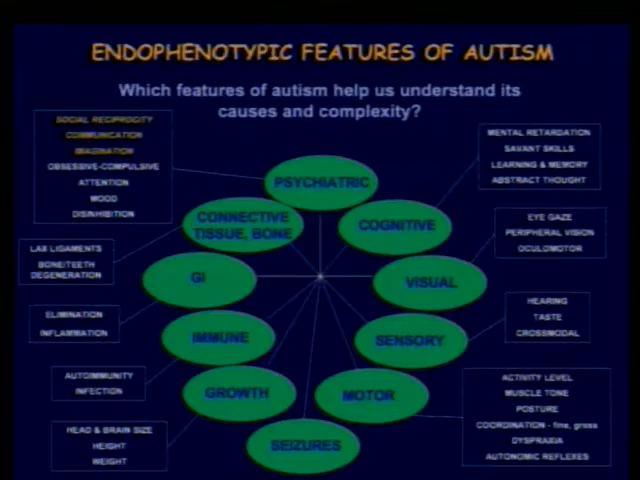 ENDOPHENOTYPIC FEATURES OF AUTISM
Which features of autism help us understand its
causes and complexity?
SOCIAL RECIPROCITY
COMMUNICATION
IMAGINATION
OBSESSIVE-COMPULSIVE
ATTENTION
MOOD
DISINHIBITION
PSYCHIATRIC
MENTAL RETARDATION
SAVANT SKILLS
LEARNING & MEMORY
ABSTRACT THOUGHT
CONNECTIVE
TISSUE, BONE
COGNITIVE
EYE GAZE
PERIPHERAL VISION
OCULOMOTOR
LAX LIGAMENTS
BONE/TEETH
DEGENERATION
GI
VISUAL
ELIMINATION
INFLAMMATION
HEARING
TASTE
CROSSMODAL
IMMUNE
SENSORY
AUTOIMMUNITY
INFECTION
GROWTH
MOTOR
ACTIVITY LEVEL
MUSCLE TONE
POSTURE
COORDINATION - fine, gross
DYSPRAXIA
AUTONOMIC REFLEXES
HEAD & BRAIN SIZE
HEIGHT
WEIGHT
SEIZURES